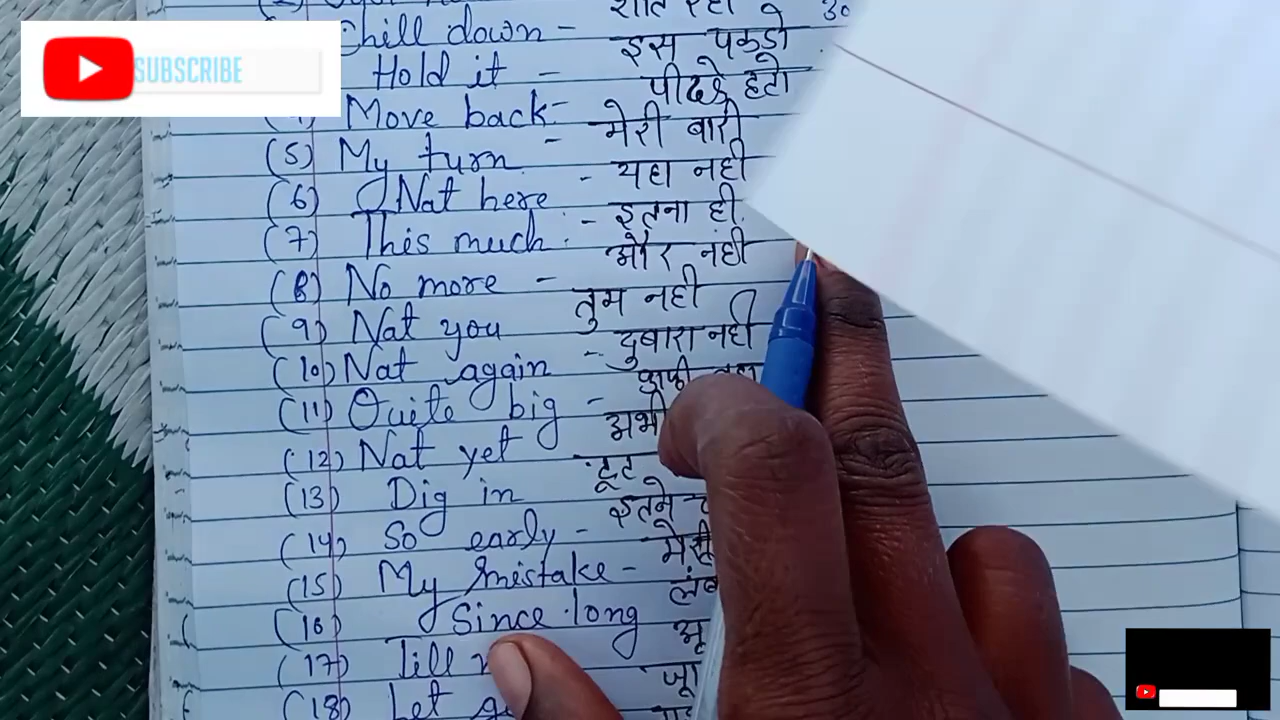 SUBSCRIBE
Chill down - शांत रहो
Hold it - इस पकडो
Move back - पीछे हटो
(5) My turn - मेरी बारी
(6) Nat here - यहा नही
(7) This much - इतना ही
(8) No more - और नही
(9) Nat you तुम नही
(10) Nat again - दुबारा नही
(11) Quite big -
(12) Nat yet अभी
(13) Dig in टूट
(14) So early - इतने
(15) My mistake - मेरी
(16) Since long
(17) Till
(18) Let